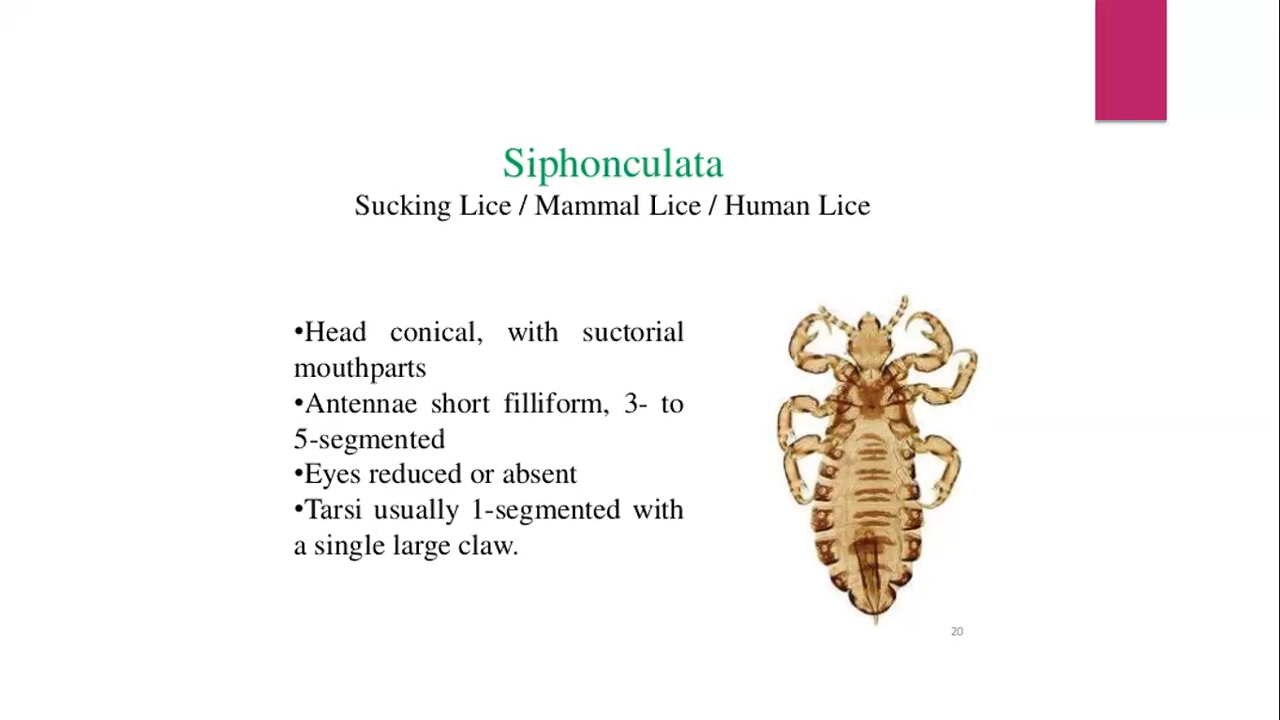 Siphonculata
Sucking Lice / Mammal Lice / Human Lice
•Head conical, with suctorial
mouthparts
•Antennae short filliform, 3- to
5-segmented
•Eyes reduced or absent
•Tarsi usually 1-segmented with
a single large claw.
20